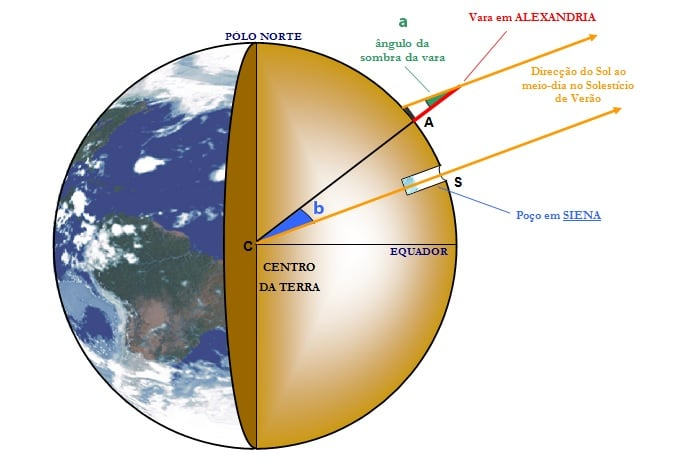 a
Vara em ALEXANDRIA
PÓLO NORTE
ângulo da
sombra da vara
Direcção do Sol ao
meio-dia no Solestício
de Verão
A
S
b
Poço em SIENA
C
EQUADOR
CENTRO
DA TERRA